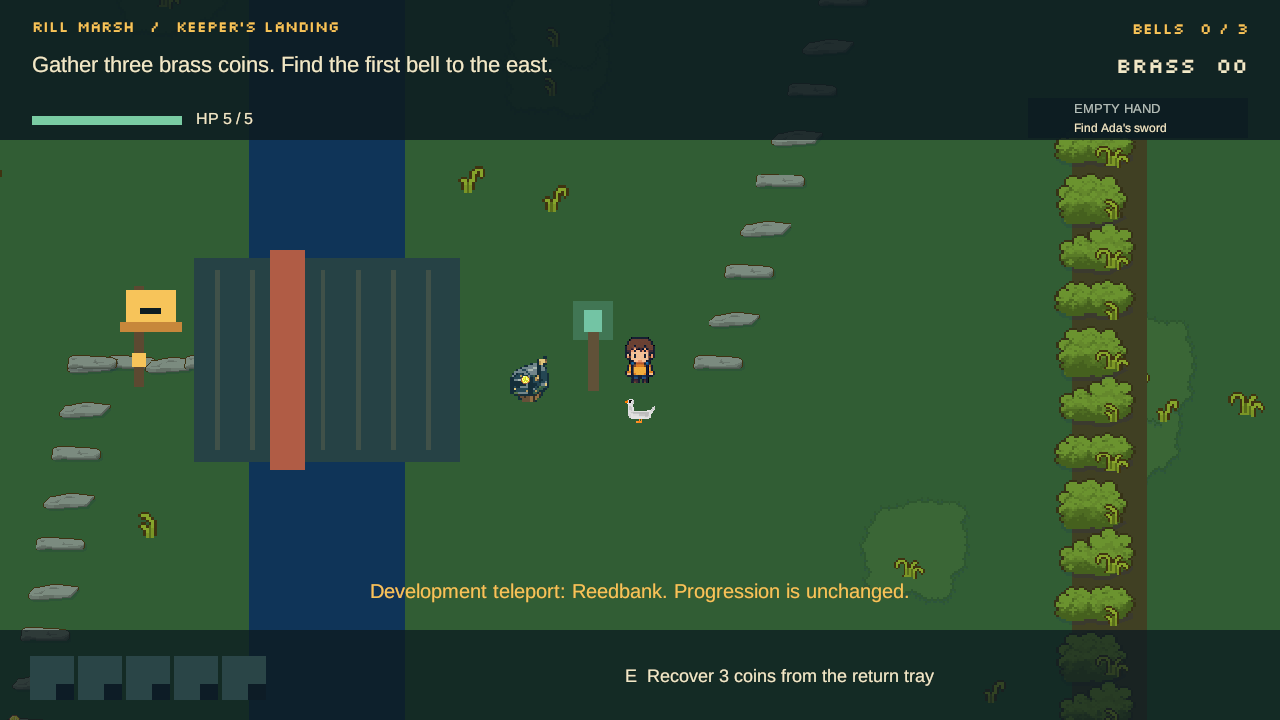 RILL MARSH / KEEPER'S LANDING
BELLS 0 / 3
Gather three brass coins. Find the first bell to the east.
BRASS 00
HP 5 / 5
EMPTY HAND
Find Ada's sword
Development teleport: Reedbank. Progression is unchanged.
E Recover 3 coins from the return tray